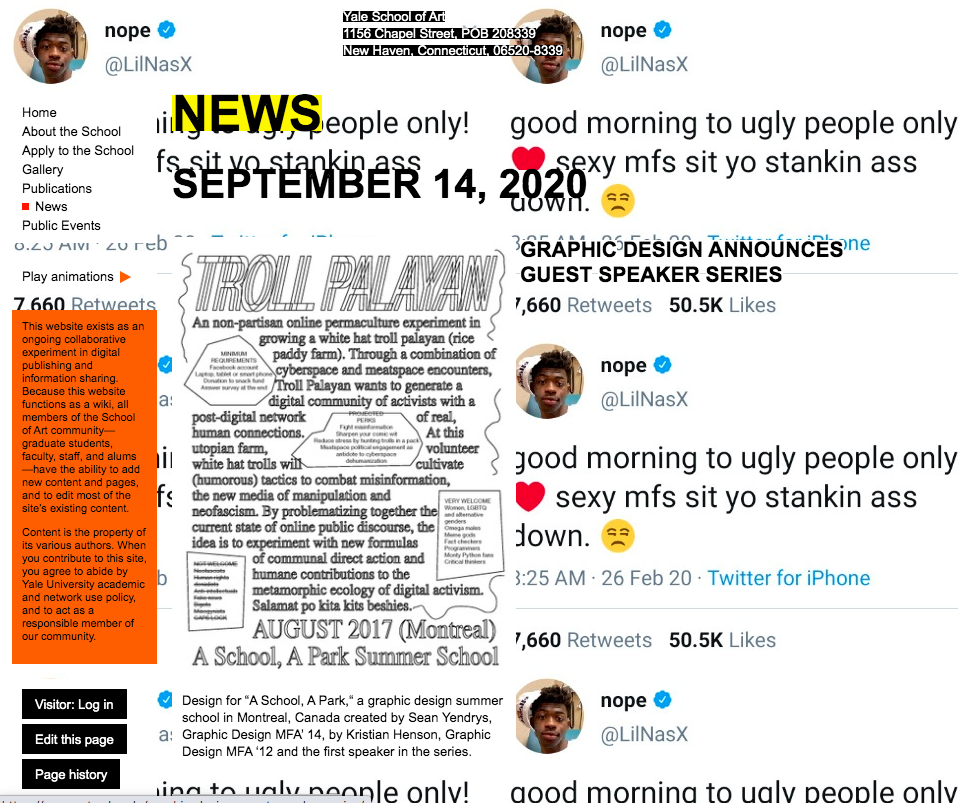 nope
@LilNasX
Yale School of Art
1156 Chapel Street, POB 208339
New Haven, Connecticut, 06520-8339
nope
@LilNasX
Home
About the School
Apply to the School
Gallery
Publications
News
Public Events
Play animations
NEWS
ing to ugly people only!
fs sit yo stankin ass
SEPTEMBER 14, 2020
good morning to ugly people only
❤️ sexy mfs sit yo stankin ass
down. 😒
8:25 AM · 26 Feb
8:25 AM · 26 Feb 20 · Twitter for iPhone
GRAPHIC DESIGN ANNOUNCES
GUEST SPEAKER SERIES
7,660 Retweets
7,660 Retweets 50.5K Likes
This website exists as an
ongoing collaborative
experiment in digital
publishing and
information sharing.
Because this website
functions as a wiki, all
members of the School
of Art community—
graduate students,
faculty, staff, and alums
—have the ability to add
new content and pages,
and to edit most of the
site's existing content.
Content is the property of
its various authors. When
you contribute to this site,
you agree to abide by
Yale University academic
and network use policy,
and to act as a
responsible member of
our community.
Visitor: Log in
Edit this page
Page history
TROLL PALAYAN
An non-partisan online permaculture experiment in
growing a white hat troll palayan (rice
paddy farm). Through a combination of
cyberspace and meatspace encounters,
Troll Palayan wants to generate a
digital community of activists with a
post-digital network of real,
human connections. At this
utopian farm, volunteer
white hat trolls will cultivate
(humorous) tactics to combat misinformation,
the new media of manipulation and
neofascism. By problematizing together the
current state of online public discourse, the
idea is to experiment with new formulas
of communal direct action and
humane contributions to the
metamorphic ecology of digital activism.
Salamat po kita kits beshies.
MINIMUM
REQUIREMENTS
Facebook account
Laptop, tablet or smart phone
Donation to snack fund
Answer survey at the end
PROJECTED
PERKS
Fight misinformation
Sharpen your comic wit
Reduce stress by hunting trolls in a pack
Meatspace political engagement as
antidote to cyberspace
dehumanization
VERY WELCOME
Women, LGBTQ
and alternative
genders
Omega males
Meme gods
Fact checkers
Programmers
Monty Python fans
Critical thinkers
NOT WELCOME
Neofascists
Human rights
Anti-intellectuals
Fake news
Bigots
Misogynists
CAPS LOCK
AUGUST 2017 (Montreal)
A School, A Park Summer School
Design for "A School, A Park," a graphic design summer
school in Montreal, Canada created by Sean Yendrys,
Graphic Design MFA' 14, by Kristian Henson, Graphic
Design MFA '12 and the first speaker in the series.
nope
@LilNasX
good morning to ugly people only
❤️ sexy mfs sit yo stankin ass
down. 😒
8:25 AM · 26 Feb 20 · Twitter for iPhone
7,660 Retweets 50.5K Likes
nope
@LilNasX
ing to ugly people only!
good morning to ugly people only